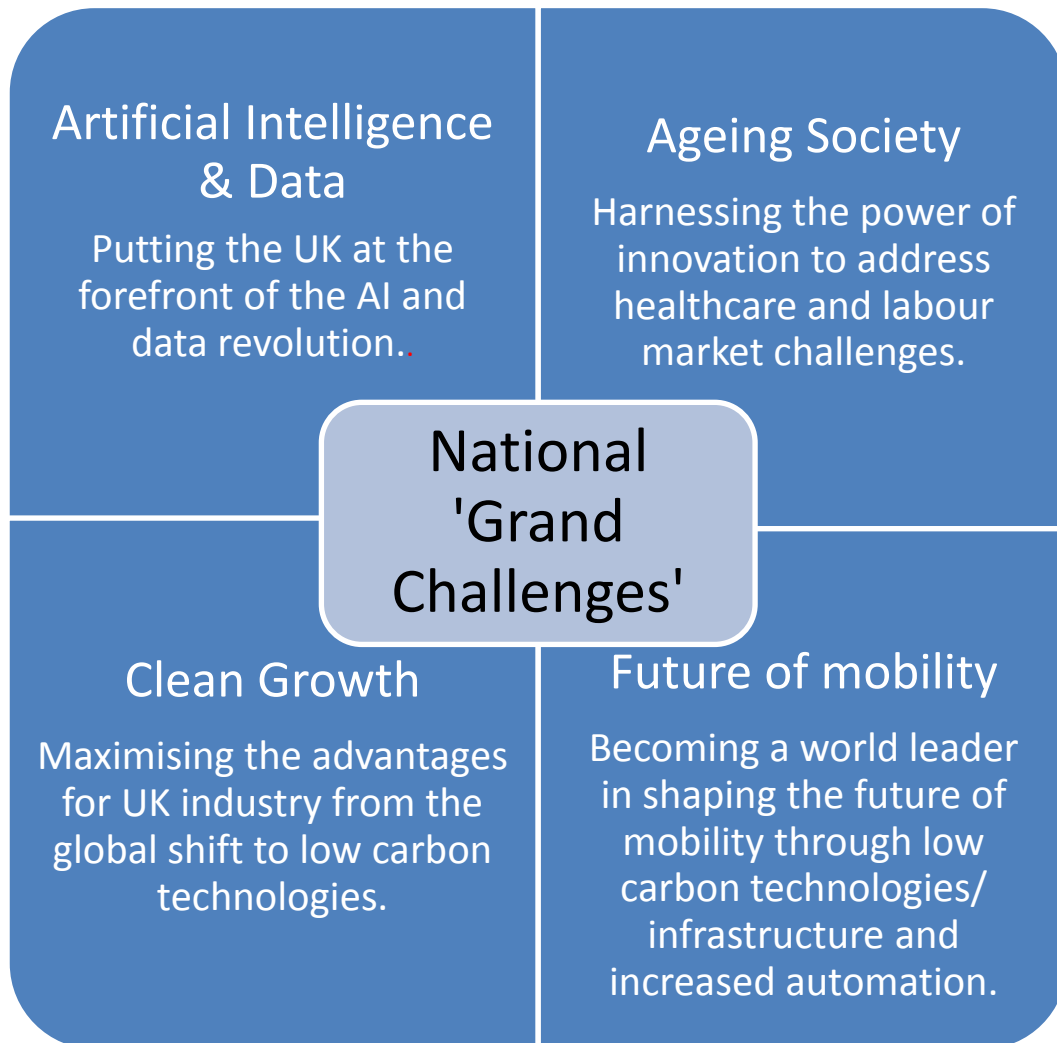 Artificial Intelligence
& Data
Putting the UK at the
forefront of the AI and
data revolution..
Ageing Society
Harnessing the power of
innovation to address
healthcare and labour
market challenges.
National
'Grand
Challenges'
Clean Growth
Maximising the advantages
for UK industry from the
global shift to low carbon
technologies.
Future of mobility
Becoming a world leader
in shaping the future of
mobility through low
carbon technologies/
infrastructure and
increased automation.